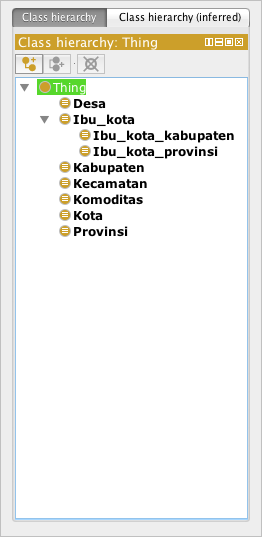 Class hierarchy Class hierarchy (inferred)
Class hierarchy: Thing
Thing
Desa
Ibu_kota
Ibu_kota_kabupaten
Ibu_kota_provinsi
Kabupaten
Kecamatan
Komoditas
Kota
Provinsi